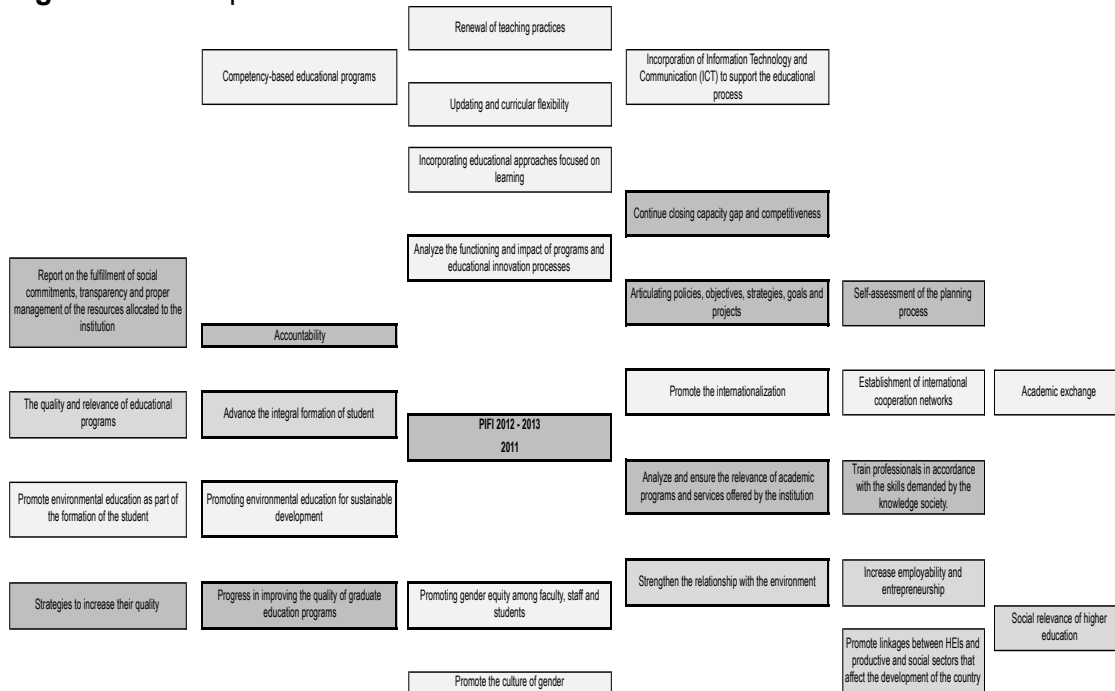 Renewal of teaching practices
Competency-based educational programs
Incorporation of Information Technology and
Communication (ICT) to support the educational
process
Updating and curricular flexibility
Incorporating educational approaches focused on
learning
Continue closing capacity gap and competitiveness
Analyze the functioning and impact of programs and
educational innovation processes
Report on the fulfillment of social
commitments, transparency and proper
management of the resources allocated to the
institution
Articulating policies, objectives, strategies, goals and
projects
Self-assessment of the planning
process
Accountability
Promote the internationalization
Establishment of international
cooperation networks
Academic exchange
The quality and relevance of educational
programs
Advance the integral formation of student
PIFI 2012 - 2013
2011
Analyze and ensure the relevance of academic
programs and services offered by the institution
Train professionals in accordance
with the skills demanded by the
knowledge society.
Promote environmental education as part of
the formation of the student
Promoting environmental education for sustainable
development
Strengthen the relationship with the environment
Increase employability and
entrepreneurship
Strategies to increase their quality
Progress in improving the quality of graduate
education programs
Promoting gender equity among faculty, staff and
students
Social relevance of higher
education
Promote linkages between HEIs and
productive and social sectors that
affect the development of the country
Promote the culture of gender